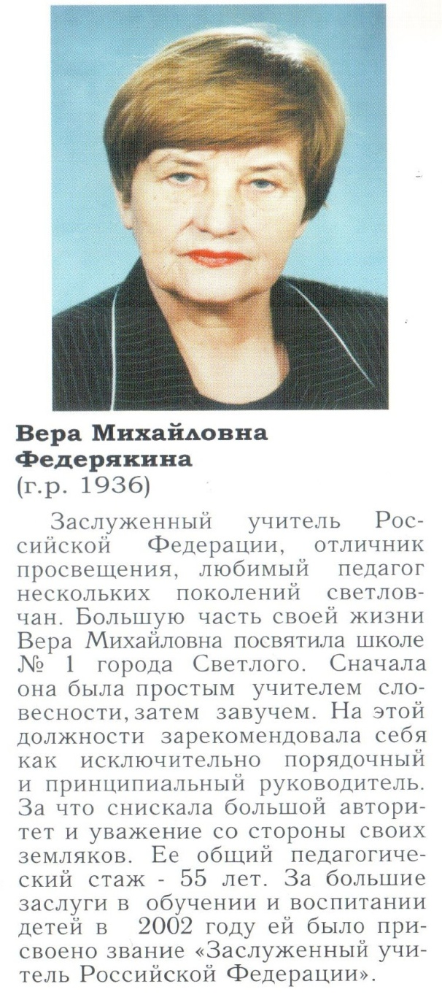 Вера Михайловна
Федерякина
(г.р. 1936)
Заслуженный учитель Рос-
сийской Федерации, отличник
просвещения, любимый педагог
нескольких поколений светлов-
чан. Большую часть своей жизни
Вера Михайловна посвятила школе
№ 1 города Светлого. Сначала
она была простым учителем сло-
весности, затем завучем. На этой
должности зарекомендовала себя
как исключительно порядочный
и принципиальный руководитель.
За что снискала большой автори-
тет и уважение со стороны своих
земляков. Ее общий педагогиче-
ский стаж - 55 лет. За большие
заслуги в обучении и воспитании
детей в 2002 году ей было при-
своено звание «Заслуженный учи-
тель Российской Федерации».